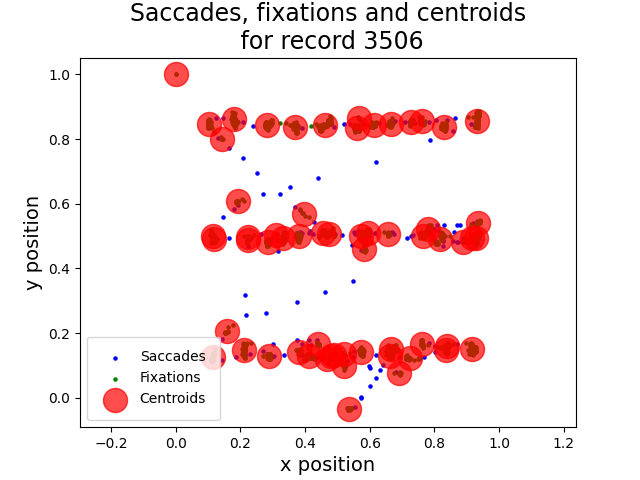 Saccades, fixations and centroids
for record 3506
y position
1.0
0.8
0.6
0.4
0.2
0.0
Saccades
Fixations
Centroids
−0.2
0.0
0.2
0.4
0.6
0.8
1.0
1.2
x position